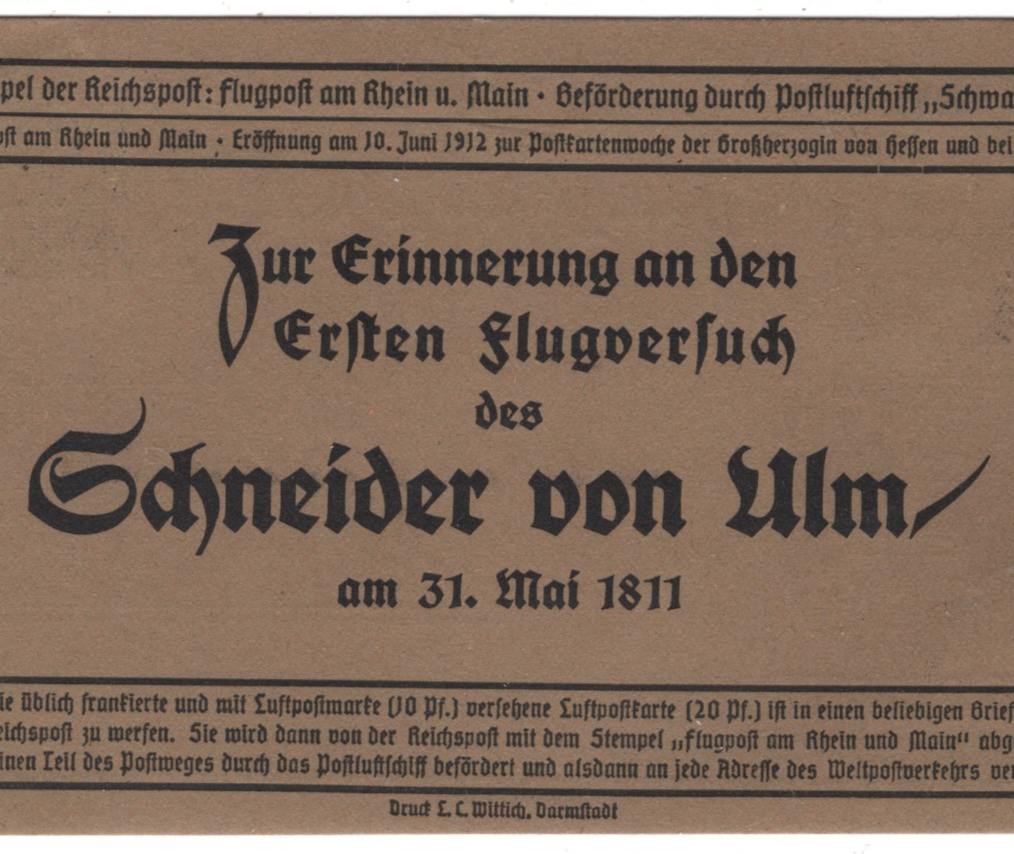 pel der Reichspost: Flugpost am Rhein u. Main · Beförderung durch Postluftschiff „Schwa
ost am Rhein und Main · Eröffnung am 10. Juni 1912 zur Postkartenwoche der Großherzogin von Hessen und bei
Zur Erinnerung an den
Ersten Flugversuch
des
Schneider von Ulm
am 31. Mai 1811
ie üblich frankierte und mit Luftpostmarke (10 Pf.) versehene Luftpostkarte (20 Pf.) ist in einen beliebigen Brief
eichspost zu werfen. Sie wird dann von der Reichspost mit dem Stempel „Flugpost am Rhein und Main“ abg
inen Teil des Postweges durch das Postluftschiff befördert und alsdann an jede Adresse des Weltpostverkehrs ver
Druck L. C. Wittich, Darmstadt